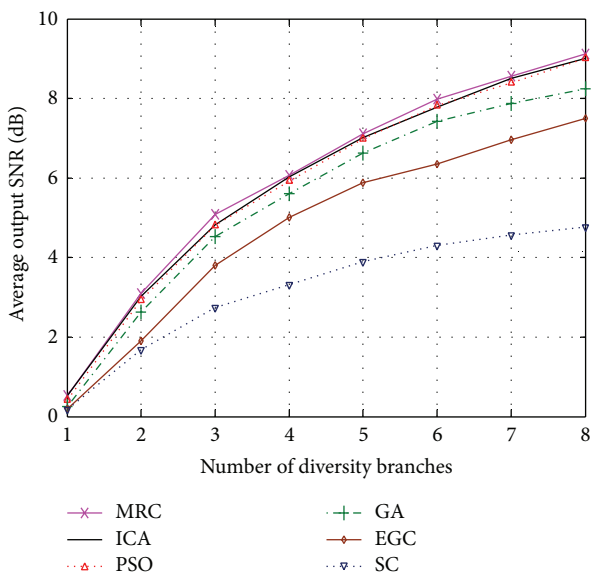 10
8
6
4
2
0
Average output SNR (dB)
1 2 3 4 5 6 7 8
Number of diversity branches
MRC
ICA
PSO
GA
EGC
SC